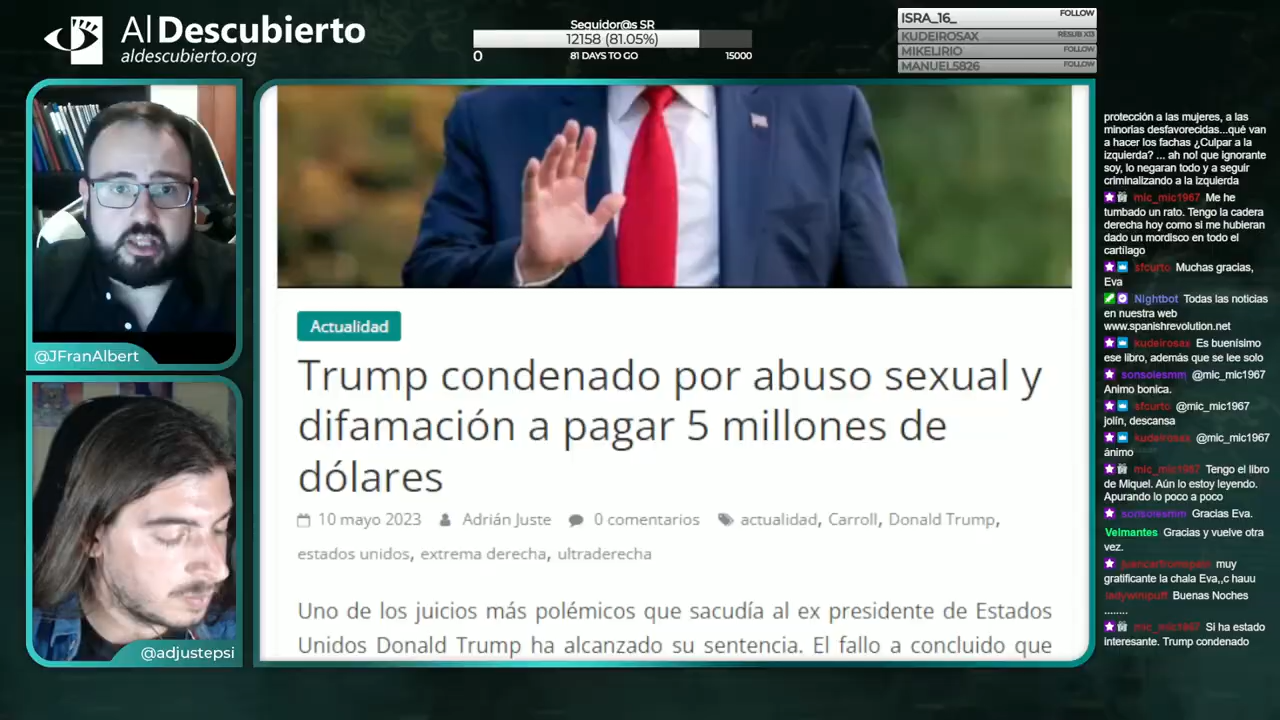 Al Descubierto
aldescubierto.org
Seguidor@s SR
12158 (81.05%)
0
81 DAYS TO GO
15000
ISRA_16_ FOLLOW
KUDEIROSAX RESUB X13
MIKELIRIO FOLLOW
MANUEL5826 FOLLOW
@JFranAlbert
@adjustepsi
Actualidad
Trump condenado por abuso sexual y
difamación a pagar 5 millones de
dólares
10 mayo 2023 Adrián Juste 0 comentarios actualidad, Carroll, Donald Trump,
estados unidos, extrema derecha, ultraderecha
Uno de los juicios más polémicos que sacudía al ex presidente de Estados
Unidos Donald Trump ha alcanzado su sentencia. El fallo a concluido que
protección a las mujeres, a las
minorias desfavorecidas...qué van
a hacer los fachas ¿Culpar a la
izquierda? ... ah no! que ignorante
soy, lo negaran todo y a seguir
criminalizando a la izquierda
mic_mic1967 Me he
tumbado un rato. Tengo la cadera
derecha hoy como si me hubieran
dado un mordisco en todo el
cartílago
sfcurto Muchas gracias,
Eva
Nightbot Todas las noticias
en nuestra web
www.spanishrevolution.net
kudeirosax Es buenísimo
ese libro, además que se lee solo
sonsolesmm @mic_mic1967
Animo bonica.
sfcurto @mic_mic1967
jolín, descansa
kudeirosax @mic_mic1967
ánimo
mic_mic1967 Tengo el libro
de Miquel. Aún lo estoy leyendo.
Apurando lo poco a poco
sonsolesmm Gracias Eva.
Velmantes Gracias y vuelve otra
vez.
muy
gratificante la chala Eva,,c hauu
ladywinipuff Buenas Noches
........
mic_mic1967 Sí ha estado
interesante. Trump condenado